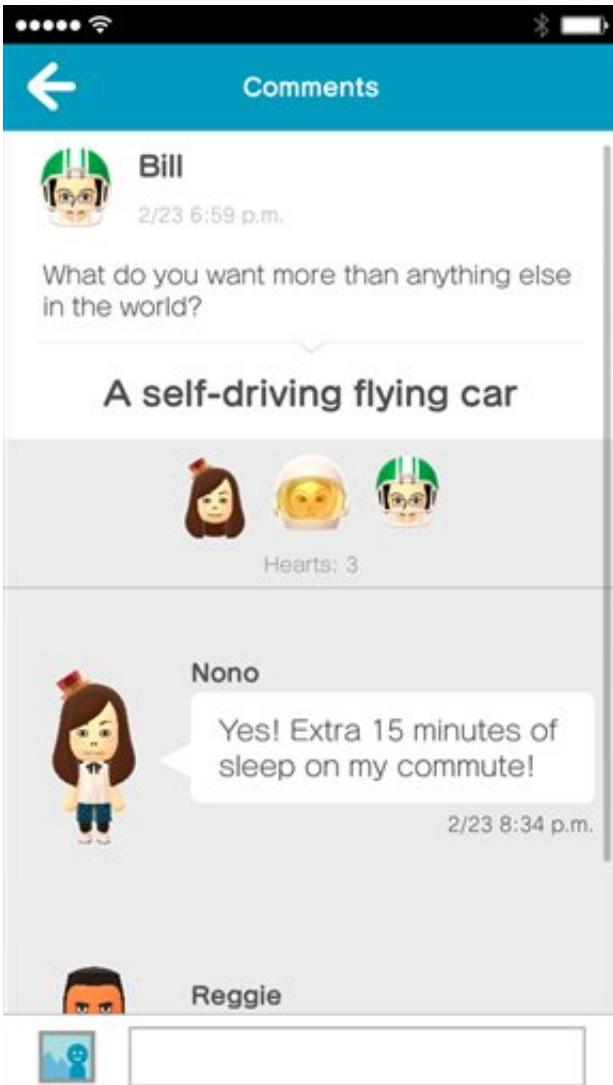 Comments
Bill
2/23 6:59 p.m.
What do you want more than anything else
in the world?
A self-driving flying car
Hearts: 3
Nono
Yes! Extra 15 minutes of
sleep on my commute!
2/23 8:34 p.m.
Reggie